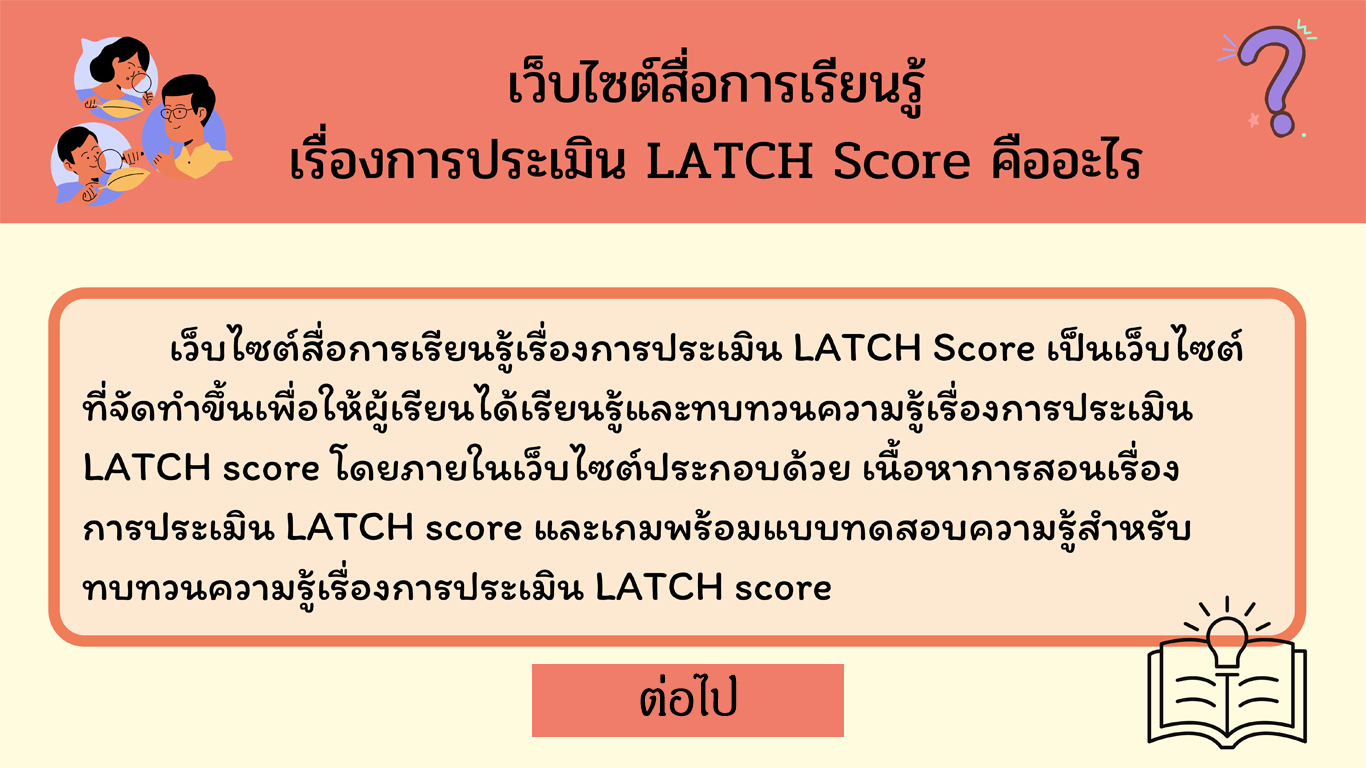 เว็บไซต์สื่อการเรียนรู้
เรื่องการประเมิน LATCH Score คืออะไร
เว็บไซต์สื่อการเรียนรู้เรื่องการประเมิน LATCH Score เป็นเว็บไซต์
ที่จัดทำขึ้นเพื่อให้ผู้เรียนได้เรียนรู้และทบทวนความรู้เรื่องการประเมิน
LATCH score โดยภายในเว็บไซต์ประกอบด้วย เนื้อหาการสอนเรื่อง
การประเมิน LATCH score และเกมพร้อมแบบทดสอบความรู้สำหรับ
ทบทวนความรู้เรื่องการประเมิน LATCH score
ต่อไป